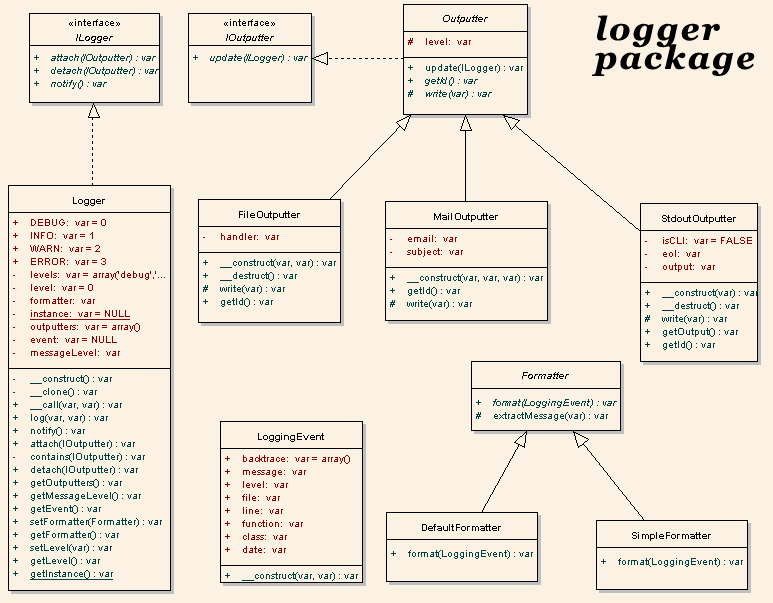 logger
package
«interface»
ILogger
+ attach(IOutputter) : var
+ detach(IOutputter) : var
+ notify() : var
«interface»
IOutputter
+ update(ILogger) : var
Outputter
# level: var
+ update(ILogger) : var
+ getId() : var
# write(var) : var
Logger
+ DEBUG: var = 0
+ INFO: var = 1
+ WARN: var = 2
+ ERROR: var = 3
- levels: var = array('debug','...
- level: var = 0
- formatter: var
- instance: var = NULL
- outputters: var = array()
- event: var = NULL
- messageLevel: var
- __construct() : var
- __clone() : var
+ __call(var, var) : var
+ log(var, var) : var
+ notify() : var
+ attach(IOutputter) : var
- contains(IOutputter) : var
+ detach(IOutputter) : var
+ getOutputters() : var
+ getMessageLevel() : var
+ getEvent() : var
+ setFormatter(Formatter) : var
+ getFormatter() : var
+ setLevel(var) : var
+ getLevel() : var
+ getInstance() : var
FileOutputter
- handler: var
+ __construct(var, var) : var
+ __destruct() : var
# write(var) : var
+ getId() : var
MailOutputter
- email: var
- subject: var
+ __construct(var, var, var) : var
+ getId() : var
# write(var) : var
StdoutOutputter
- isCLI: var = FALSE
- eol: var
- output: var
+ __construct(var) : var
+ __destruct() : var
# write(var) : var
+ getOutput() : var
+ getId() : var
Formatter
+ format(LoggingEvent) : var
# extractMessage(var) : var
LoggingEvent
+ backtrace: var = array()
+ message: var
+ level: var
+ file: var
+ line: var
+ function: var
+ class: var
+ date: var
+ __construct(var, var) : var
DefaultFormatter
+ format(LoggingEvent) : var
SimpleFormatter
+ format(LoggingEvent) : var